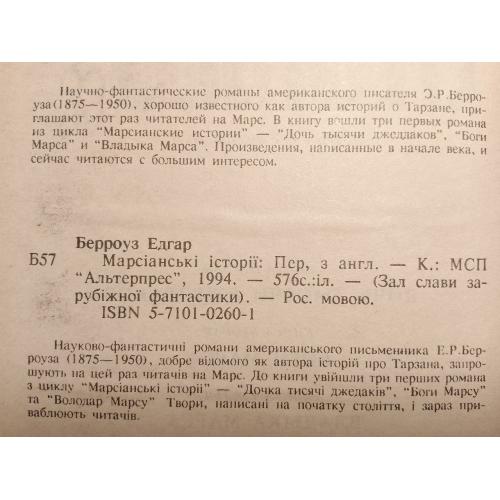 Научно-фантастические романы американского писателя Э.Р.Берро-
уза(1875—1950), хорошо известного как автора историй о Тарзане, при-
глашают этот раз читателей на Марс. В книгу вошли три первых романа
из цикла “Марсианские истории” — “Дочь тысячи джеддаков”, “Боги
Марса” и “Владыка Марса”. Произведения, написанные в начале века, и
сейчас читаются с большим интересом.
Берроуз Едгар
Б57 Марсіанські історії: Пер, з англ. — К.: МСП
“Альтерпрес”, 1994. — 576с.:іл. — (Зал слави за-
рубіжної фантастики). — Рос. мовою.
ISBN 5-7101-0260-1
Науково-фантастичні романи американського письменника Е.Р.Бер-
роуза (1875—1950), добре відомого як автора історій про Тарзана, запро-
шують на цей раз читачів на Марс. До книги увійшли три перших романа
з циклу “Марсіанські історії” — “Дочка тисячі джедаків”, “Боги Марсу”
та “Володар Марсу” Твори, написані на початку століття, і зараз при-
ваблюють читачів.